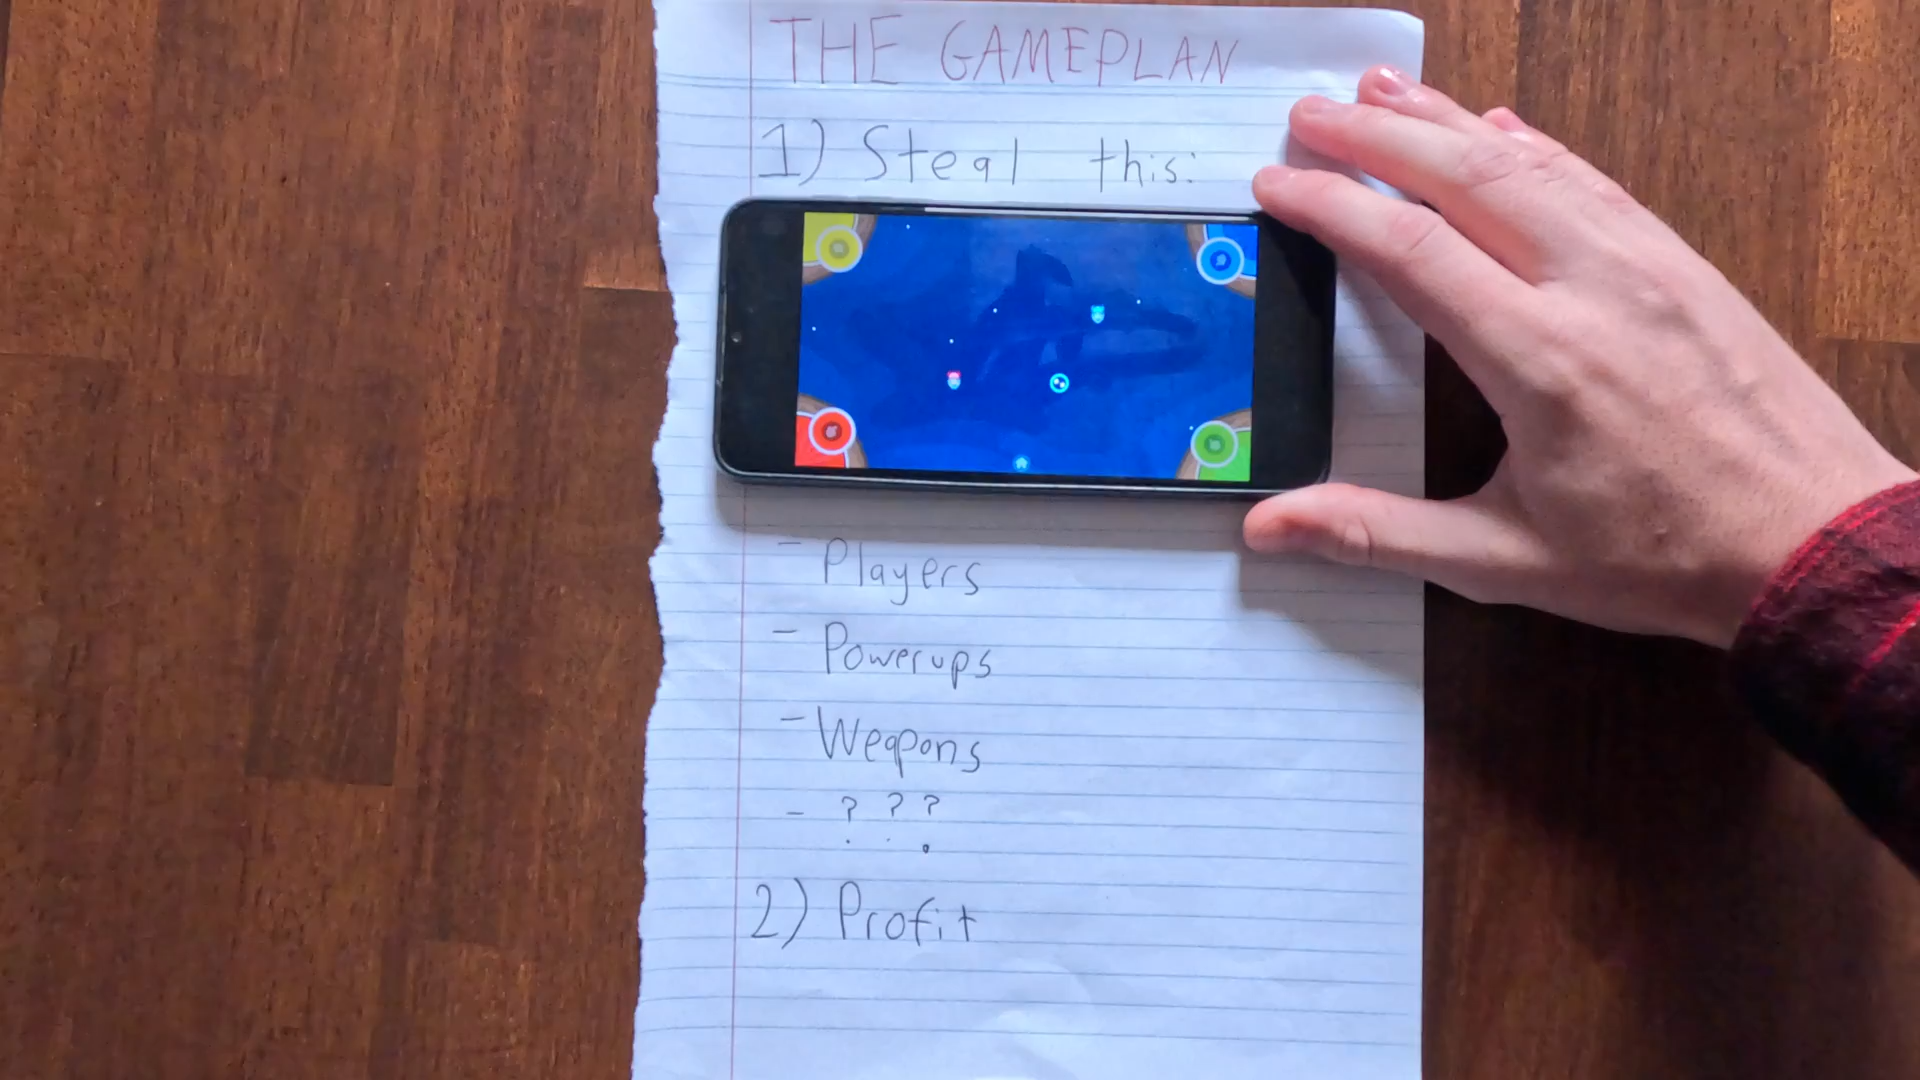 THE GAMEPLAN
1) Steal this:
- Players
- Powerups
- Weapons
- ? ? ?
2) Profit